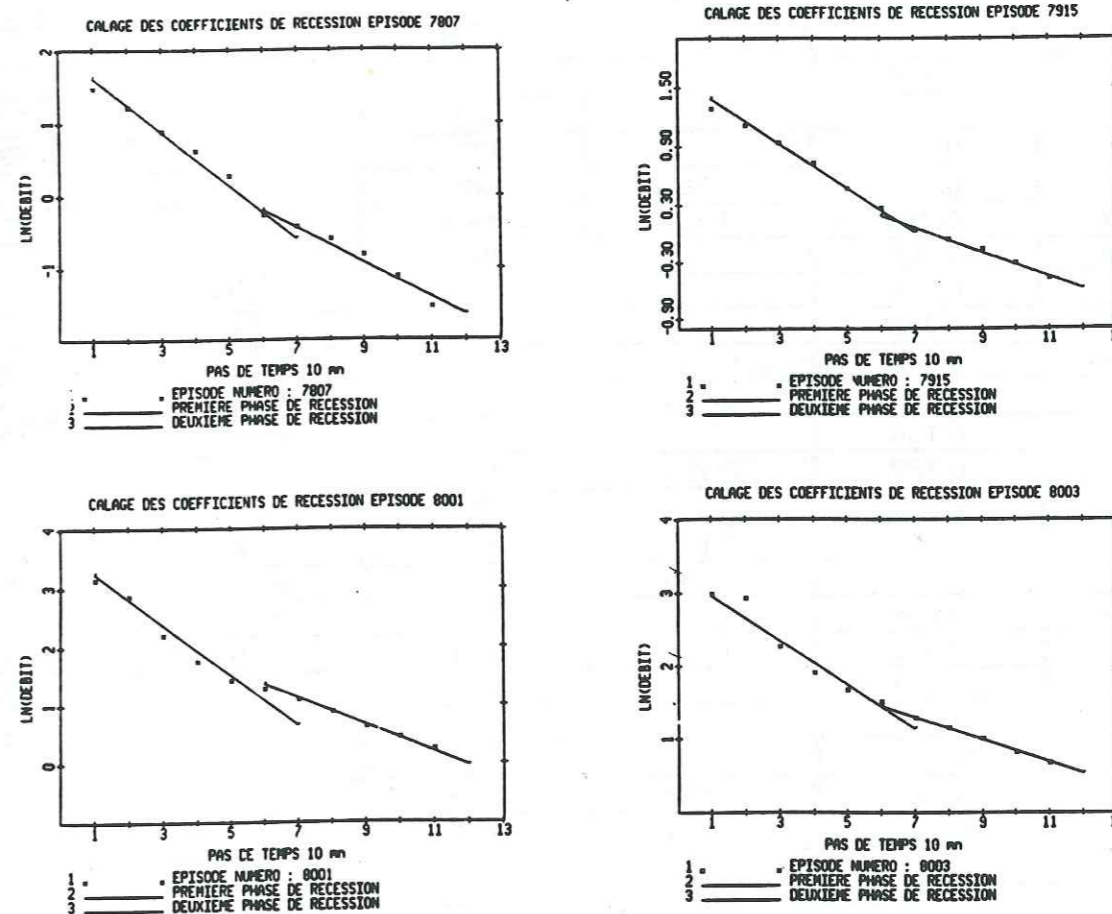 CALAGE DES COEFFICIENTS DE RECESSION EPISODE 7807
LN(DEBIT)
2
1
0
-1
1 3 5 7 9 11 13
PAS DE TEMPS 10 mn
EPISODE NUMERO : 7807
PREMIERE PHASE DE RECESSION
3 DEUXIEME PHASE DE RECESSION
CALAGE DES COEFFICIENTS DE RECESSION EPISODE 7915
LN(DEBIT)
1.50
0.90
0.30
-0.30
-0.90
1 3 5 7 9 11
PAS DE TEMPS 10 mn
1 EPISODE NUMERO : 7915
2 PREMIERE PHASE DE RECESSION
3 DEUXIEME PHASE DE RECESSION
CALAGE DES COEFFICIENTS DE RECESSION EPISODE 8001
LN(DEBIT)
4
3
2
1
0
1 3 5 7 9 11 13
PAS DE TEMPS 10 mn
1 EPISODE NUMERO : 8001
2 PREMIERE PHASE DE RECESSION
3 DEUXIEME PHASE DE RECESSION
CALAGE DES COEFFICIENTS DE RECESSION EPISODE 8003
LN(DEBIT)
4
3
2
1
1 3 5 7 9 11
PAS DE TEMPS 10 mn
1 EPISODE NUMERO : 8003
2 PREMIERE PHASE DE RECESSION
3 DEUXIEME PHASE DE RECESSION